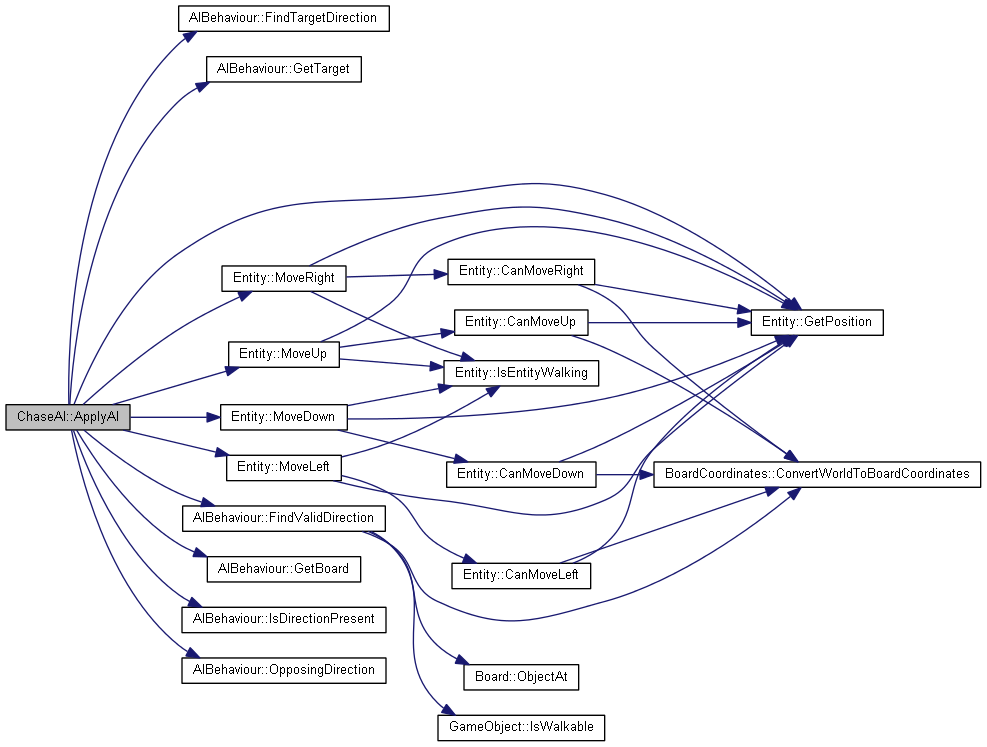 AIBehaviour::FindTargetDirection
AIBehaviour::GetTarget
Entity::MoveRight
Entity::CanMoveRight
Entity::CanMoveUp
Entity::GetPosition
Entity::MoveUp
Entity::IsEntityWalking
ChaseAI::ApplyAI
Entity::MoveDown
Entity::MoveLeft
Entity::CanMoveDown
BoardCoordinates::ConvertWorldToBoardCoordinates
AIBehaviour::FindValidDirection
AIBehaviour::GetBoard
Entity::CanMoveLeft
AIBehaviour::IsDirectionPresent
AIBehaviour::OpposingDirection
Board::ObjectAt
GameObject::IsWalkable